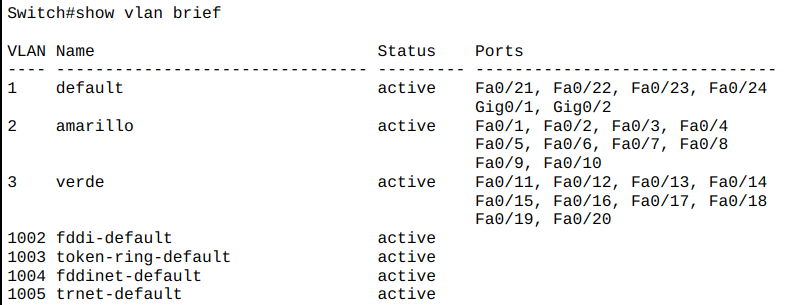 Switch#show vlan brief
VLAN Name                             Status    Ports
---- -------------------------------- --------- -------------------------------
1    default                          active    Fa0/21, Fa0/22, Fa0/23, Fa0/24
                                                Gig0/1, Gig0/2
2    amarillo                         active    Fa0/1, Fa0/2, Fa0/3, Fa0/4
                                                Fa0/5, Fa0/6, Fa0/7, Fa0/8
                                                Fa0/9, Fa0/10
3    verde                            active    Fa0/11, Fa0/12, Fa0/13, Fa0/14
                                                Fa0/15, Fa0/16, Fa0/17, Fa0/18
                                                Fa0/19, Fa0/20
1002 fddi-default                     active
1003 token-ring-default               active
1004 fddinet-default                  active
1005 trnet-default                    active